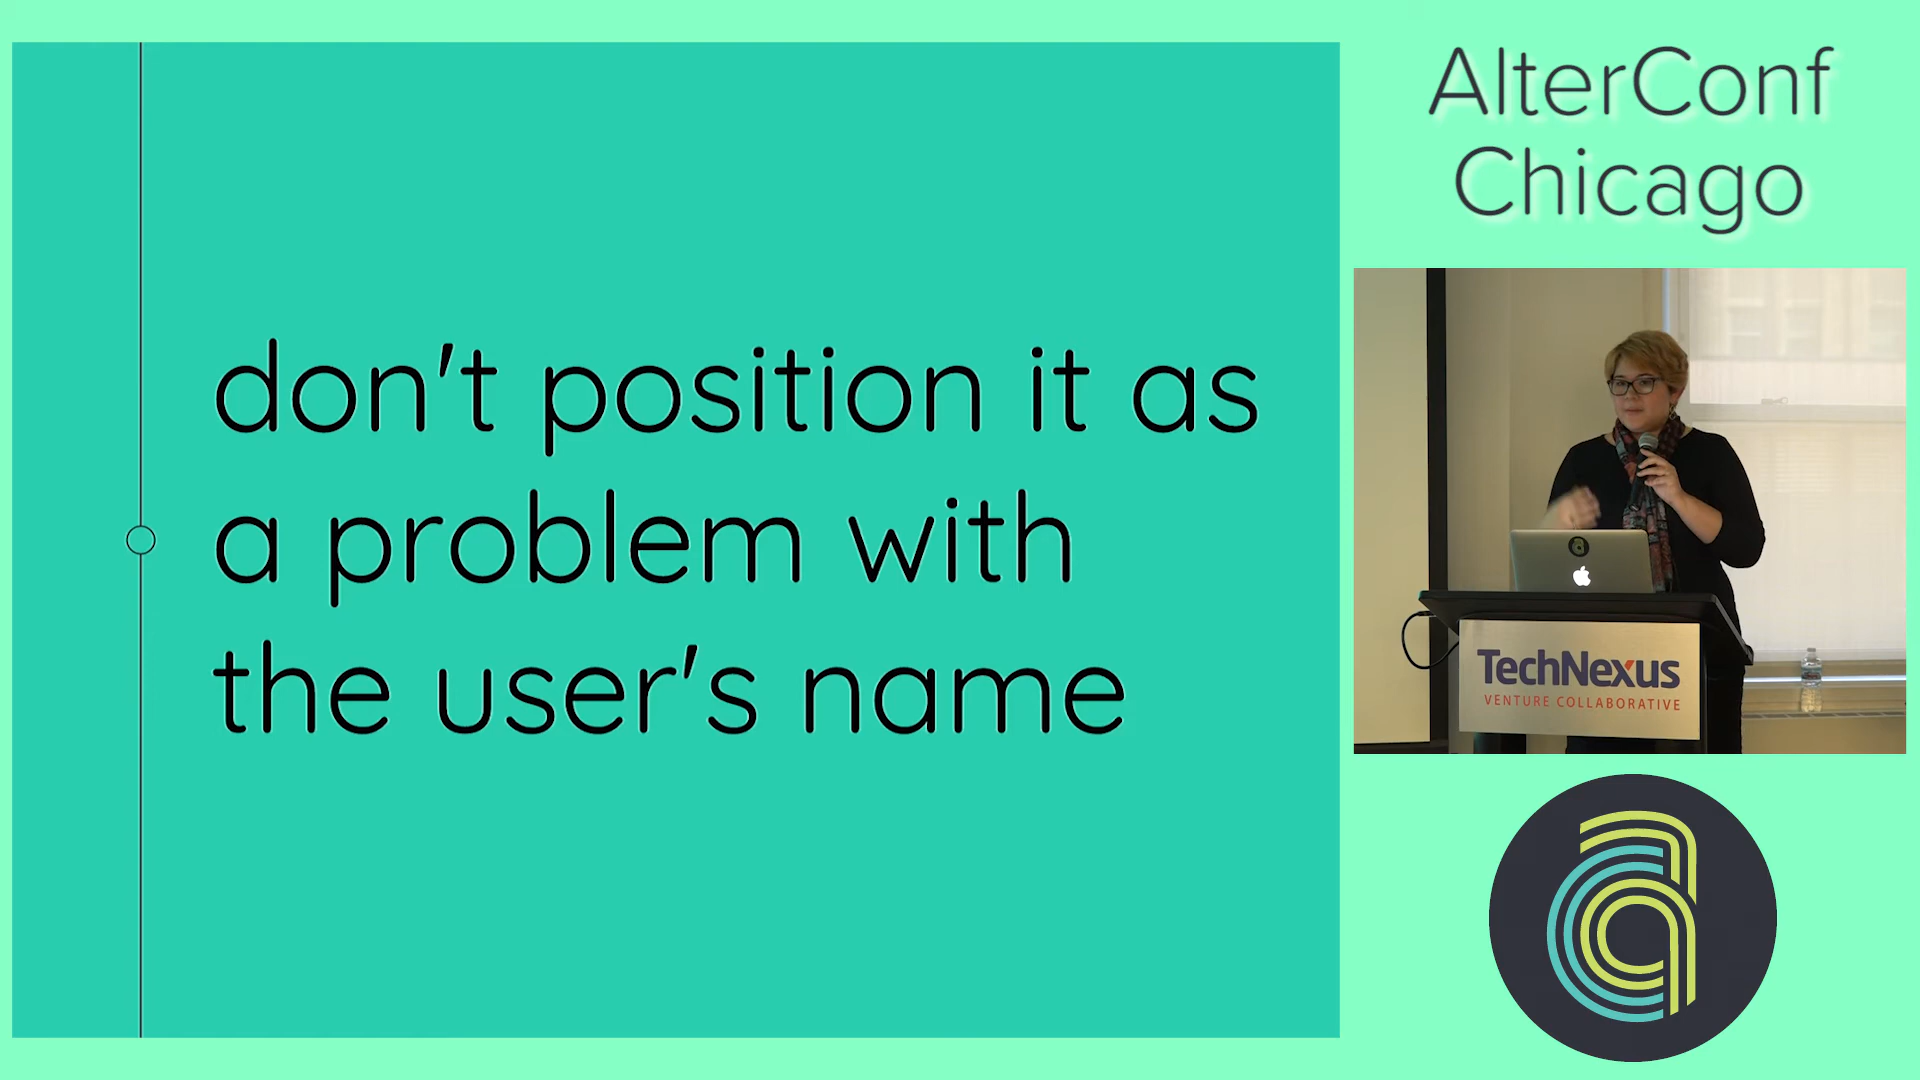 don't position it as
a problem with
the user's name
AlterConf
Chicago
TechNexus
VENTURE COLLABORATIVE